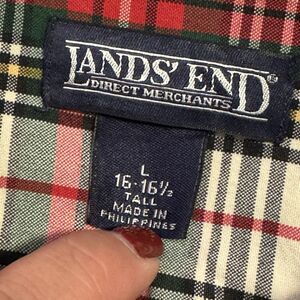 LANDS' END®
DIRECT MERCHANTS
L
16-16½
TALL
MADE IN
PHILIPPINES